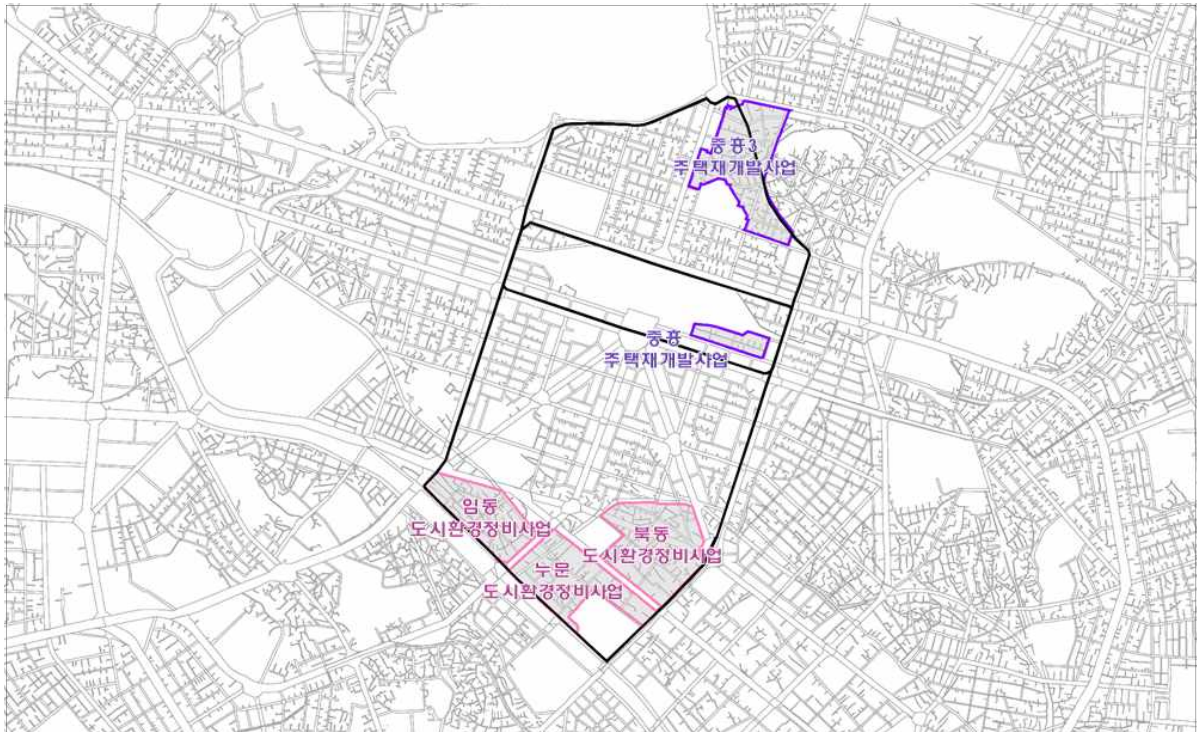 중흥3
주택재개발사업
중흥
주택재개발사업
임동
도시환경정비사업
북동
도시환경정비사업
누문
도시환경정비사업